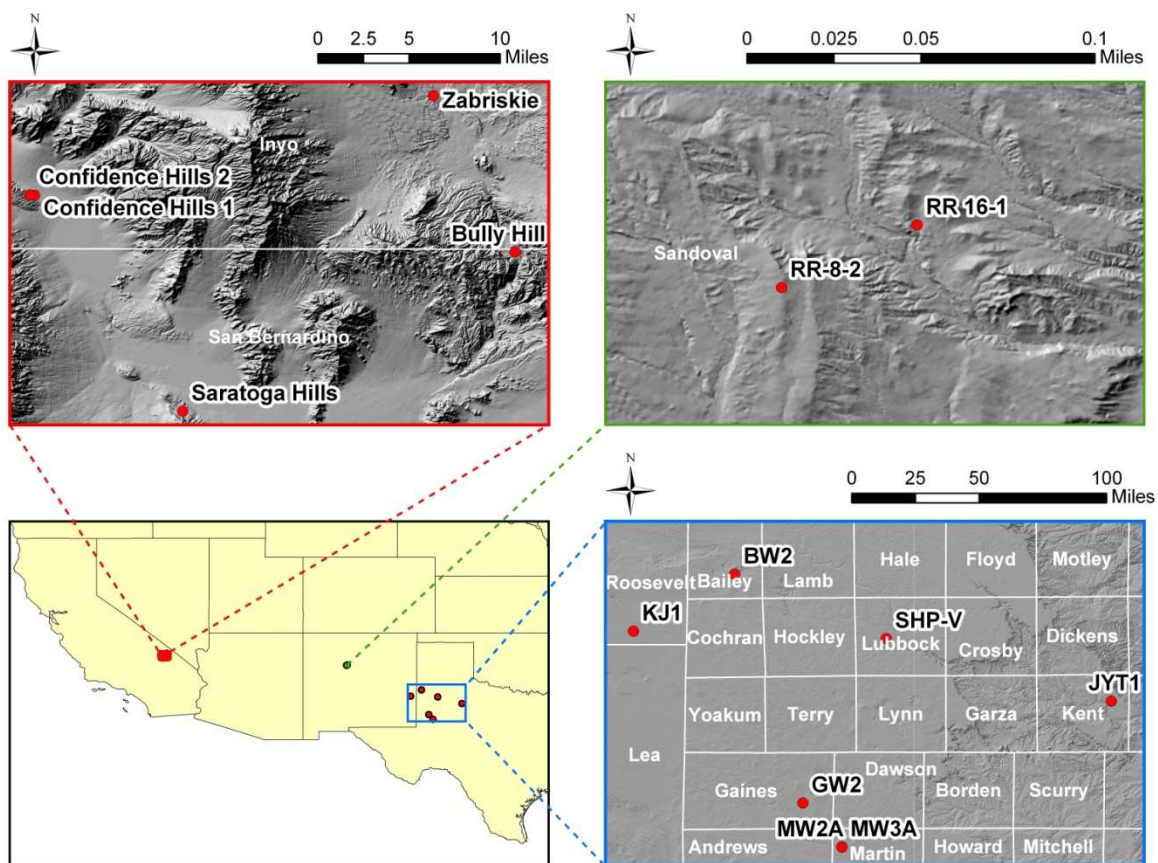 N
0 2.5 5 10
Miles
Zabriskie
Inyo
Confidence Hills 2
Confidence Hills 1
Bully Hill
San Bernardino
Saratoga Hills
N
0 0.025 0.05 0.1
Miles
RR 16-1
Sandoval
RR-8-2
N
0 25 50 100
Miles
BW2
Hale Floyd Motley
Roosevelt Bailey Lamb
KJ1
SHP-V
Cochran Hockley Lubbock Crosby Dickens
JYT1
Yoakum Terry Lynn Garza Kent
Lea
Dawson
GW2
Gaines Borden Scurry
MW2A MW3A
Andrews Martin Howard Mitchell